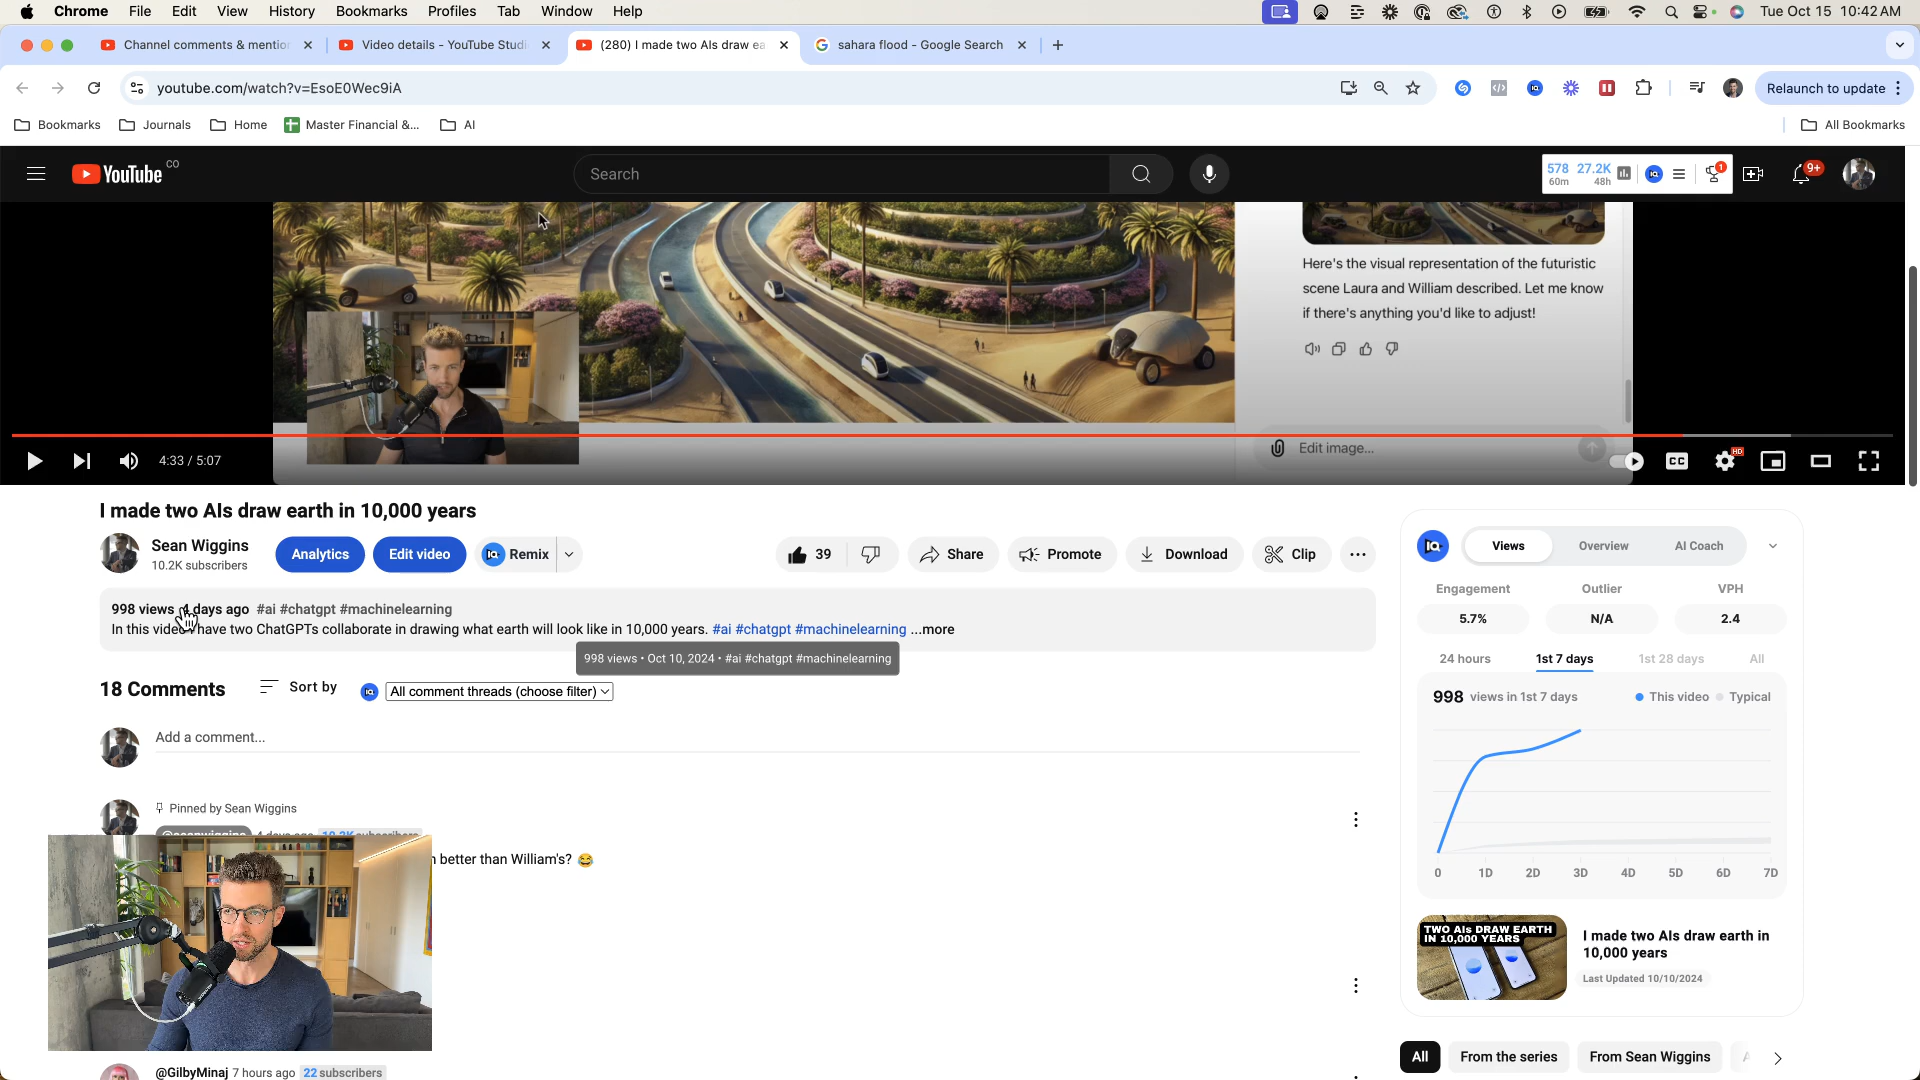 Chrome File Edit View History Bookmarks Profiles Tab Window Help Tue Oct 15 10:42 AM
Channel comments & mentio Video details - YouTube Studi (280) I made two AIs draw ea sahara flood - Google Search
youtube.com/watch?v=EsoE0Wec9iA Relaunch to update
Bookmarks Journals Home Master Financial &... AI All Bookmarks
YouTube CO Search 578 60m 27.2K 48h 1 9+
Here's the visual representation of the futuristic
scene Laura and William described. Let me know
if there's anything you'd like to adjust!
Edit image...
4:33 / 5:07 CC HD
I made two AIs draw earth in 10,000 years
Sean Wiggins
10.2K subscribers
Analytics Edit video Remix 39 Share Promote Download Clip
998 views 4 days ago #ai #chatgpt #machinelearning
In this video have two ChatGPTs collaborate in drawing what earth will look like in 10,000 years. #ai #chatgpt #machinelearning ...more
998 views • Oct 10, 2024 • #ai #chatgpt #machinelearning
18 Comments Sort by All comment threads (choose filter)
Add a comment...
Pinned by Sean Wiggins
@seanwiggins 4 days ago 10.2K subscribers
better than William's? 😂
@GilbyMinaj 7 hours ago 22 subscribers
Views Overview AI Coach
Engagement Outlier VPH
5.7% N/A 2.4
24 hours 1st 7 days 1st 28 days All
998 views in 1st 7 days This video Typical
0 1D 2D 3D 4D 5D 6D 7D
TWO AIs DRAW EARTH
IN 10,000 YEARS
I made two AIs draw earth in
10,000 years
Last Updated 10/10/2024
All From the series From Sean Wiggins